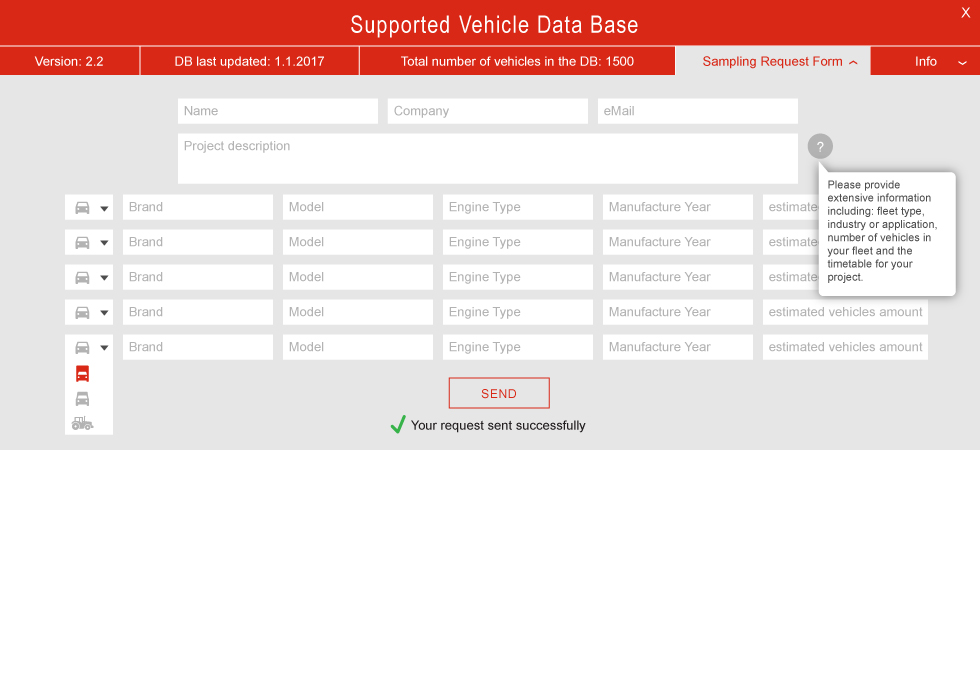 Supported Vehicle Data Base
X
Version: 2.2
DB last updated: 1.1.2017
Total number of vehicles in the DB: 1500
Sampling Request Form
Info
Name
Company
eMail
Project description
?
Please provide
extensive information
including: fleet type,
industry or application,
number of vehicles in
your fleet and the
timetable for your
project.
Brand
Model
Engine Type
Manufacture Year
estimate
Brand
Model
Engine Type
Manufacture Year
estimate
Brand
Model
Engine Type
Manufacture Year
estimated
Brand
Model
Engine Type
Manufacture Year
estimated vehicles amount
Brand
Model
Engine Type
Manufacture Year
estimated vehicles amount
SEND
Your request sent successfully